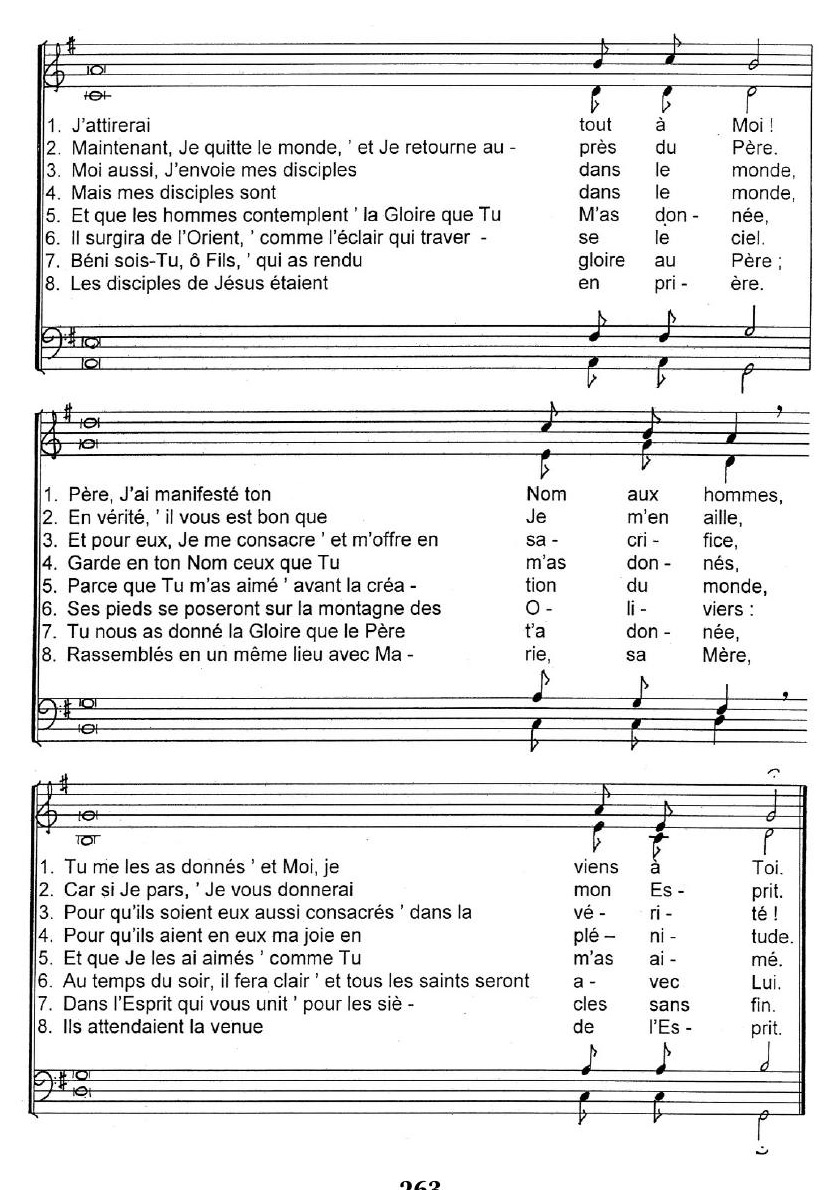 1. J'attirerai tout à Moi !
2. Maintenant, Je quitte le monde, ' et Je retourne au - près du Père.
3. Moi aussi, J'envoie mes disciples dans le monde,
4. Mais mes disciples sont dans le monde,
5. Et que les hommes contemplent ' la Gloire que Tu M'as don - née,
6. Il surgira de l'Orient, ' comme l'éclair qui traver - se le ciel.
7. Béni sois-Tu, ô Fils, ' qui as rendu gloire au Père ;
8. Les disciples de Jésus étaient en pri - ère.
1. Père, J'ai manifesté ton Nom aux hommes,
2. En vérité, ' il vous est bon que Je m'en aille,
3. Et pour eux, Je me consacre ' et m'offre en sa - cri - fice,
4. Garde en ton Nom ceux que Tu m'as don - nés,
5. Parce que Tu m'as aimé ' avant la créa - tion du monde,
6. Ses pieds se poseront sur la montagne des O - li - viers :
7. Tu nous as donné la Gloire que le Père t'a don - née,
8. Rassemblés en un même lieu avec Ma - rie, sa Mère,
1. Tu me les as donnés ' et Moi, je viens à Toi.
2. Car si Je pars, ' Je vous donnerai mon Es - prit.
3. Pour qu'ils soient eux aussi consacrés ' dans la vé - ri - té !
4. Pour qu'ils aient en eux ma joie en plé – ni - tude.
5. Et que Je les ai aimés ' comme Tu m'as ai - mé.
6. Au temps du soir, il fera clair ' et tous les saints seront a - vec Lui.
7. Dans l'Esprit qui vous unit ' pour les siè - cles sans fin.
8. Ils attendaient la venue de l'Es - prit.
263